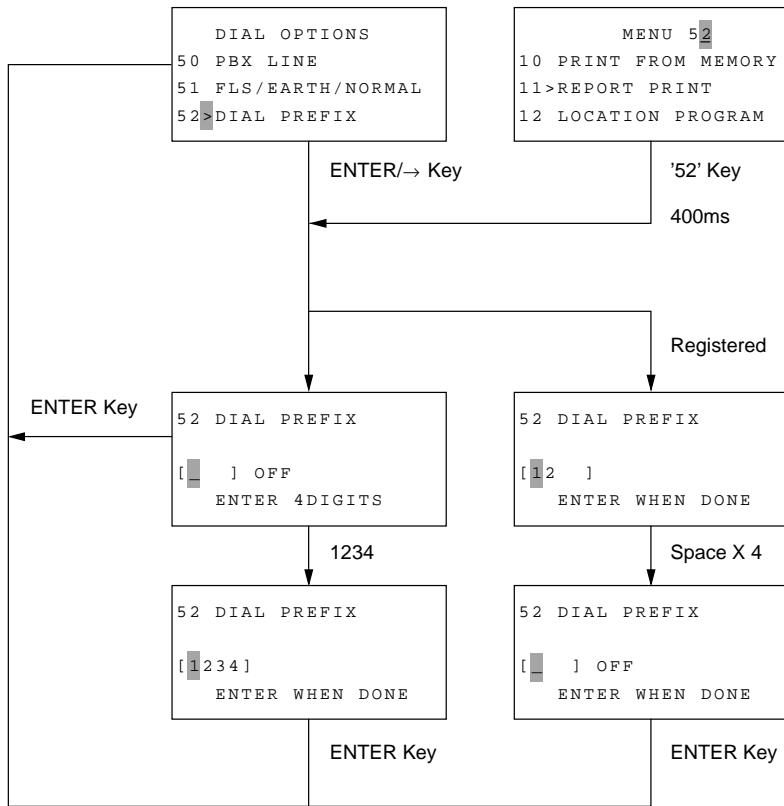 DIAL OPTIONS
50 PBX LINE
51 FLS/EARTH/NORMAL
52>DIAL PREFIX
MENU 52
10 PRINT FROM MEMORY
11>REPORT PRINT
12 LOCATION PROGRAM
ENTER/→ Key
'52' Key
400ms
Registered
ENTER Key
52 DIAL PREFIX
[_ ] OFF
ENTER 4DIGITS
52 DIAL PREFIX
[12 ]
ENTER WHEN DONE
1234
Space X 4
52 DIAL PREFIX
[1234]
ENTER WHEN DONE
52 DIAL PREFIX
[_ ] OFF
ENTER WHEN DONE
ENTER Key
ENTER Key